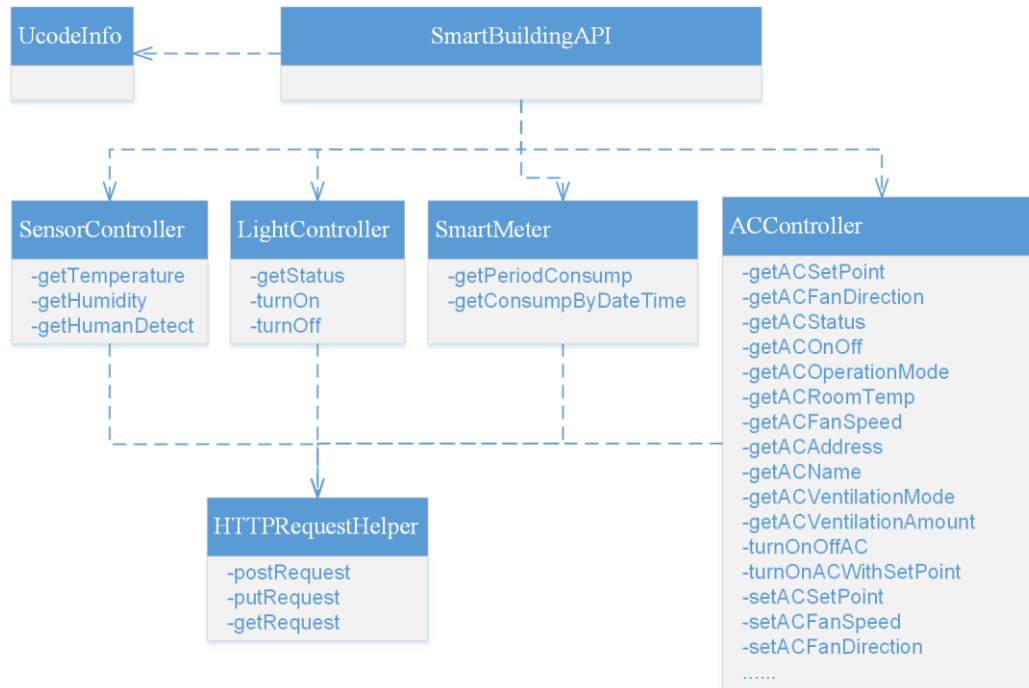 UcodeInfo
SmartBuildingAPI
SensorController
-getTemperature
-getHumidity
-getHumanDetect
LightController
-getStatus
-turnOn
-turnOff
SmartMeter
-getPeriodConsump
-getConsumpByDateTime
ACController
-getACSetPoint
-getACFanDirection
-getACStatus
-getACOnOff
-getACOperationMode
-getACRoomTemp
-getACFanSpeed
-getACAddress
-getACName
-getACVentilationMode
-getACVentilationAmount
-turnOnOffAC
-turnOnACWithSetPoint
-setACSetPoint
-setACFanSpeed
-setACFanDirection
......
HTTPRequestHelper
-postRequest
-putRequest
-getRequest